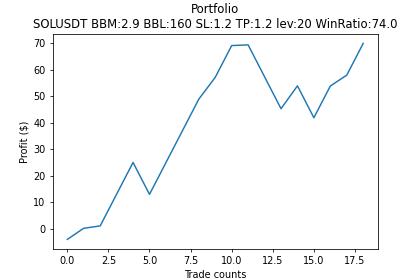 Portfolio
SOLUSDT BBM:2.9 BBL:160 SL:1.2 TP:1.2 lev:20 WinRatio:74.0
70
60
50
40
30
20
10
0
Profit ($)
0.0 2.5 5.0 7.5 10.0 12.5 15.0 17.5
Trade counts